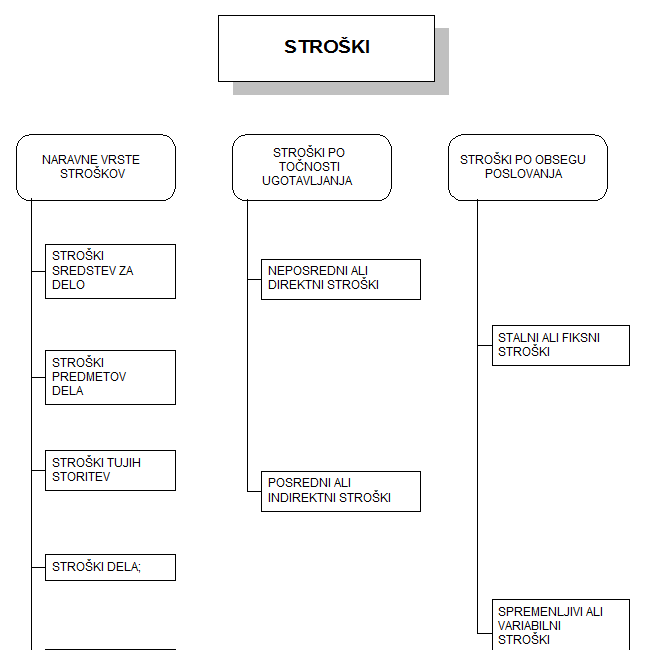 STROŠKI
NARAVNE VRSTE
STROŠKOV
STROŠKI
SREDSTEV ZA
DELO
STROŠKI
PREDMETOV
DELA
STROŠKI TUJIH
STORITEV
STROŠKI DELA;
STROŠKI PO
TOČNOSTI
UGOTAVLJANJA
NEPOSREDNI ALI
DIREKTNI STROŠKI
POSREDNI ALI
INDIREKTNI STROŠKI
STROŠKI PO OBSEGU
POSLOVANJA
STALNI ALI FIKSNI
STROŠKI
SPREMENLJIVI ALI
VARIABILNI
STROŠKI